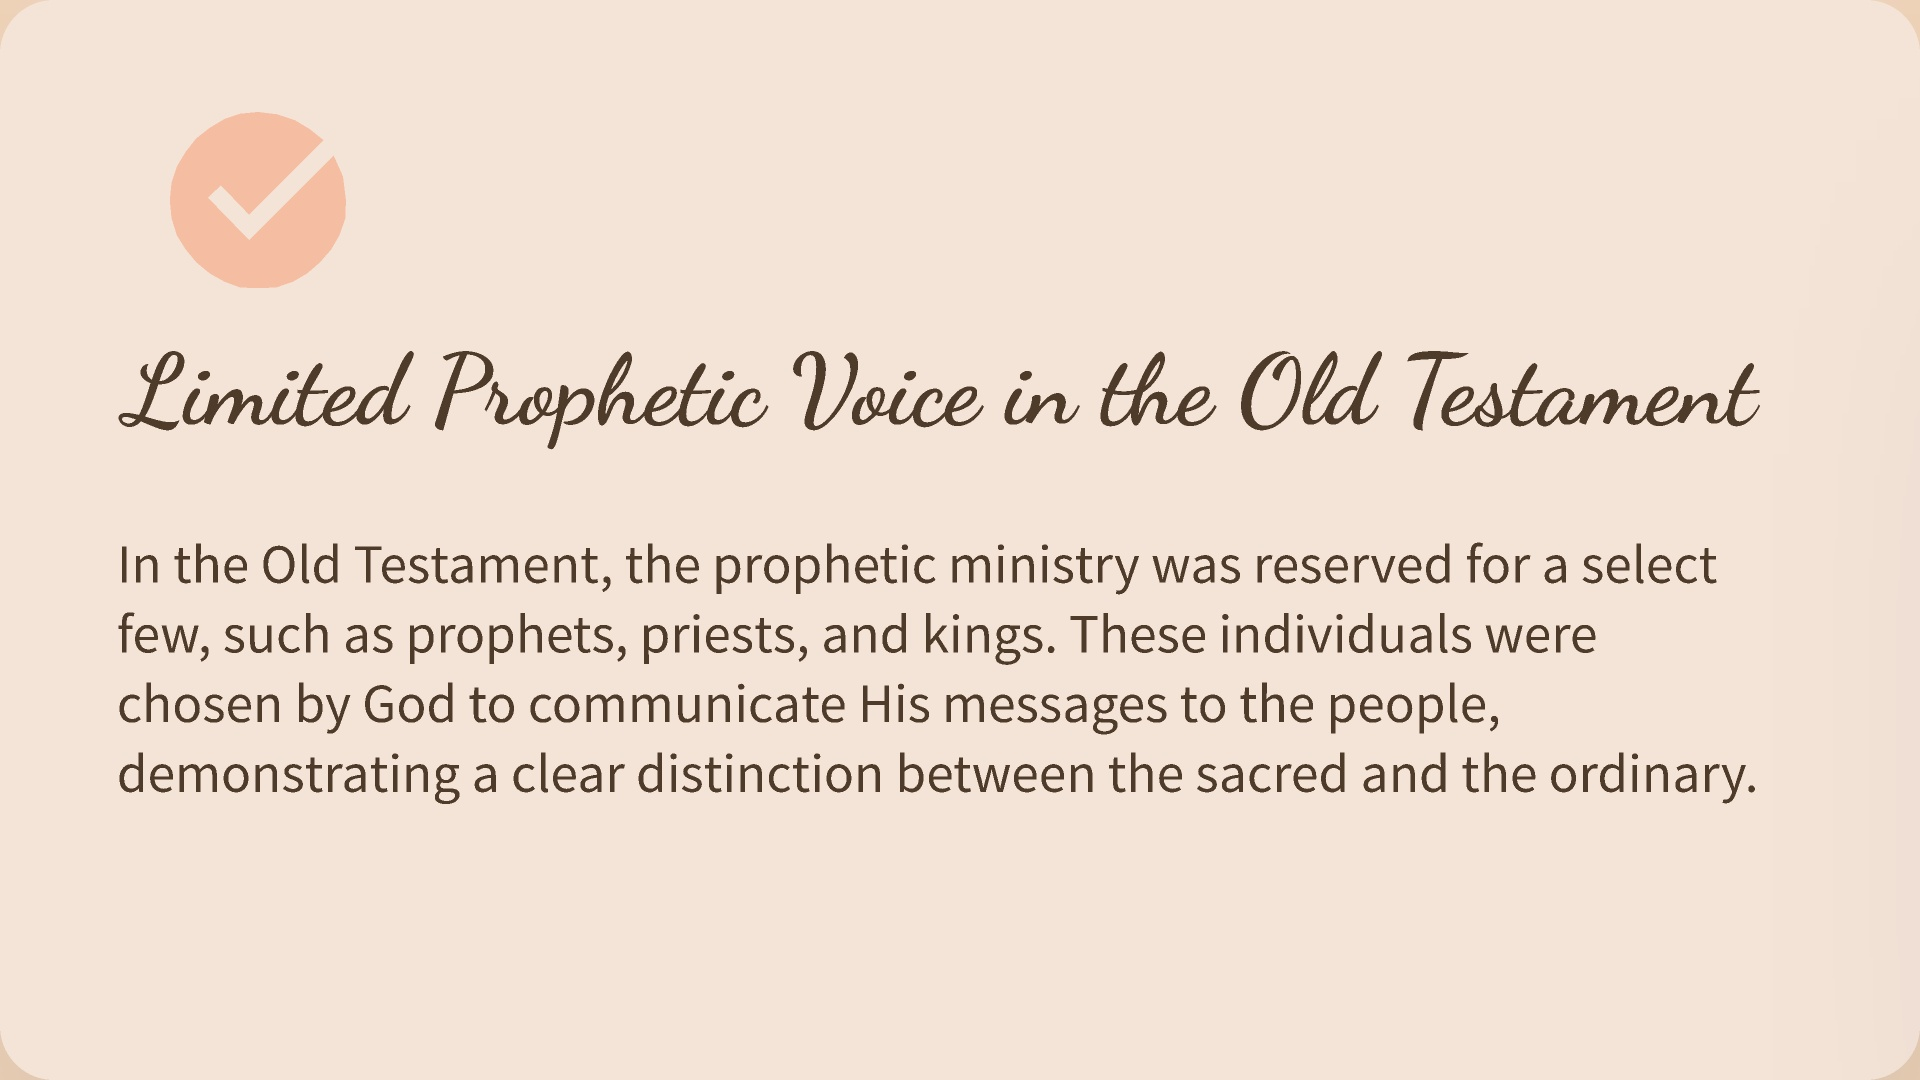 Limited Prophetic Voice in the Old Testament
In the Old Testament, the prophetic ministry was reserved for a select
few, such as prophets, priests, and kings. These individuals were
chosen by God to communicate His messages to the people,
demonstrating a clear distinction between the sacred and the ordinary.